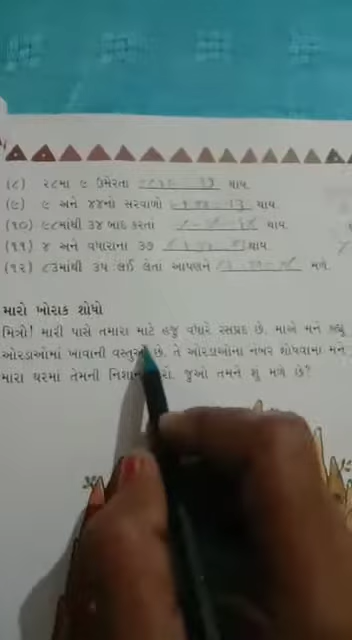 (૮) ૨૮મા ૯ ઉમેરતા થાય.
(૯) ૯ અને ૪૪નો સરવાળો થાય.
(૧૦) ૯૮માંથી ૩૪ બાદ કરતાં થાય.
(૧૧) ૪ અને વધારાના ૩૭ થાય.
(૧૨) ૮૩માંથી ૩૫ લઈ લેતા આપણને મળે.
મારો ખોરાક શોધો
મિત્રો! મારી પાસે તમારા માટે હજુ વધારે રસપ્રદ છે. માએ મને કહ્યું
ઓરડાઓમાં ખાવાની વસ્તુઓ છે. તે ઓરડાઓના નંબર શોધવામા મને
મારા ઘરમા તેમની જુઓ તમને શું મળે છે?